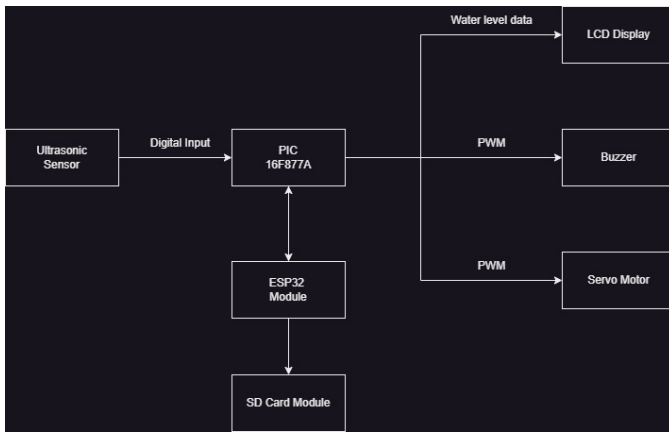 Water level data
LCD Display
Ultrasonic
Sensor
Digital Input
PIC
16F877A
PWM
Buzzer
ESP32
Module
PWM
Servo Motor
SD Card Module